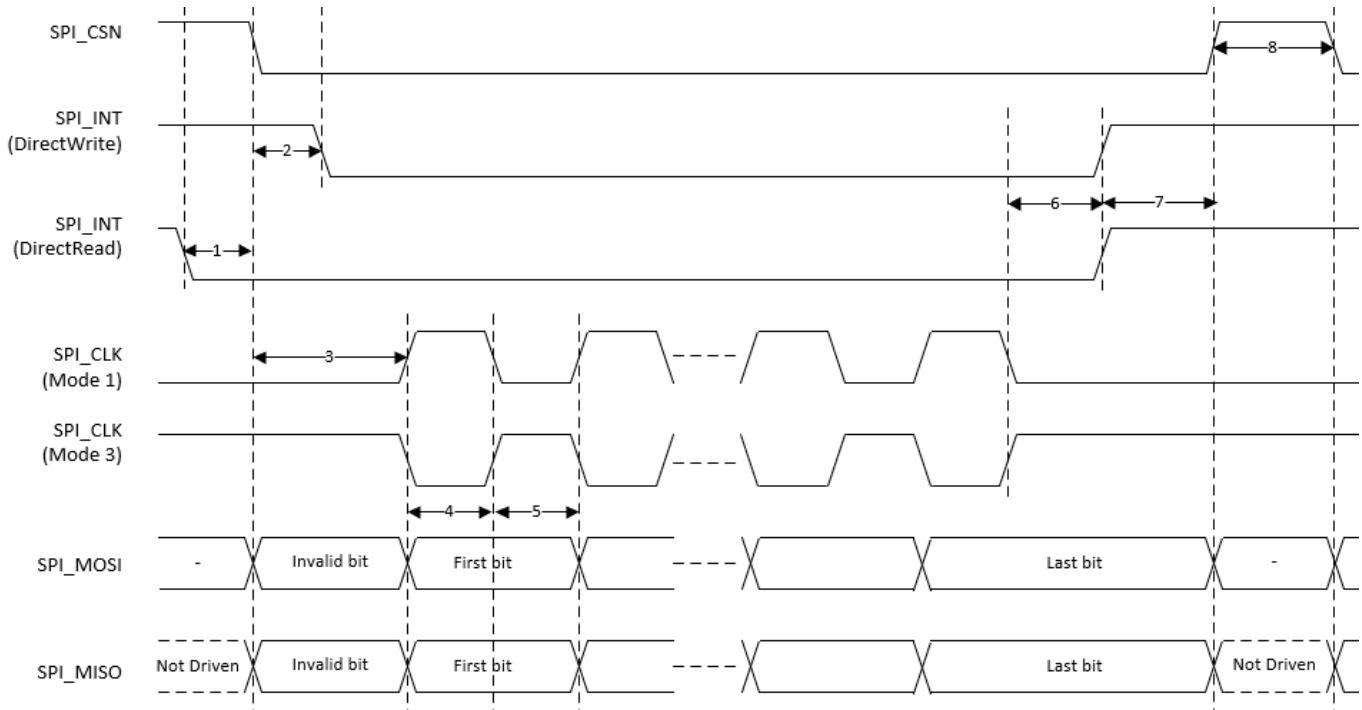 SPI_CSN
8
SPI_INT
(DirectWrite)
2
6
7
SPI_INT
(DirectRead)
1
SPI_CLK
(Mode 1)
3
SPI_CLK
(Mode 3)
4
5
SPI_MOSI
-
Invalid bit
First bit
Last bit
-
SPI_MISO
Not Driven
Invalid bit
First bit
Last bit
Not Driven